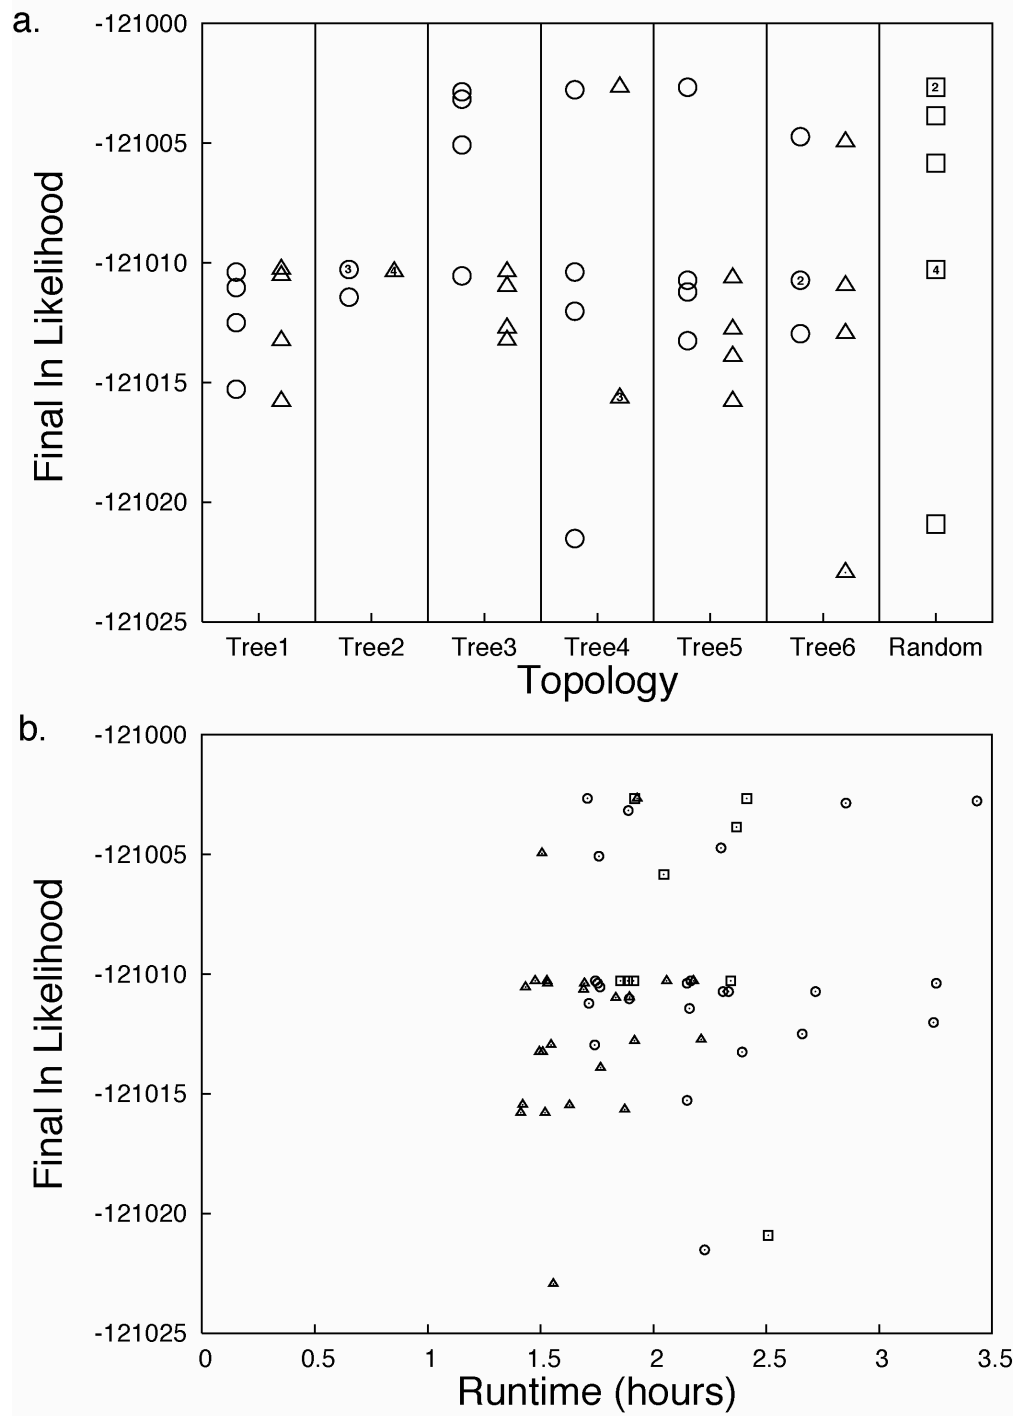 a.
-121000
-121005
-121010
-121015
-121020
-121025
Final ln Likelihood
2
3 4 2 4
3
Tree1 Tree2 Tree3 Tree4 Tree5 Tree6 Random
Topology
b.
-121000
-121005
-121010
-121015
-121020
-121025
Final ln Likelihood
0 0.5 1 1.5 2 2.5 3 3.5
Runtime (hours)